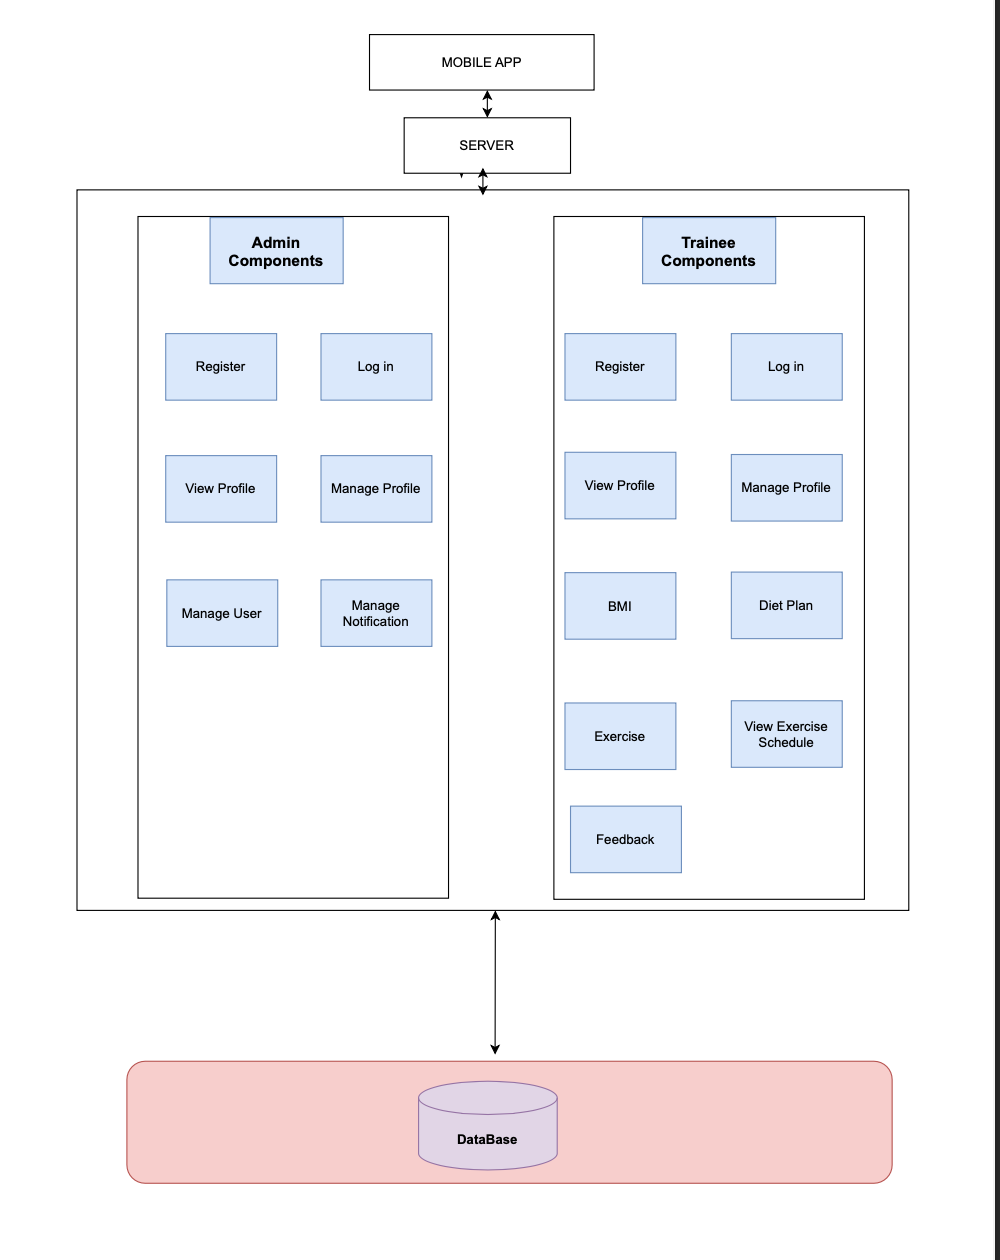 MOBILE APP
SERVER
Admin
Components
Register
Log in
View Profile
Manage Profile
Manage User
Manage
Notification
Trainee
Components
Register
Log in
View Profile
Manage Profile
BMI
Diet Plan
Exercise
View Exercise
Schedule
Feedback
DataBase